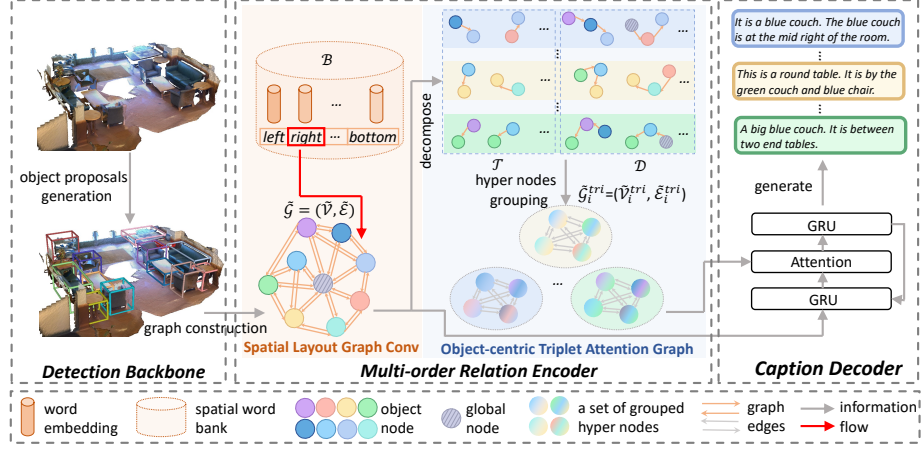 object proposals
generation
graph construction
Detection Backbone
ℬ
left right ... bottom
𝒢̃ = (𝒱̃, ℰ̃)
Spatial Layout Graph Conv
decompose
...
...
...
...
...
...
𝒯
𝒟
hyper nodes
grouping
𝒢̃ᵢᵗʳⁱ=(𝒱̃ᵢᵗʳⁱ, ℰ̃ᵢᵗʳⁱ)
...
Object-centric Triplet Attention Graph
Multi-order Relation Encoder
It is a blue couch. The blue couch
is at the mid right of the room.
This is a round table. It is by the
green couch and blue chair.
A big blue couch. It is between
two end tables.
generate
GRU
Attention
GRU
Caption Decoder
word
embedding
spatial word
bank
object
node
global
node
a set of grouped
hyper nodes
graph
edges
information
flow